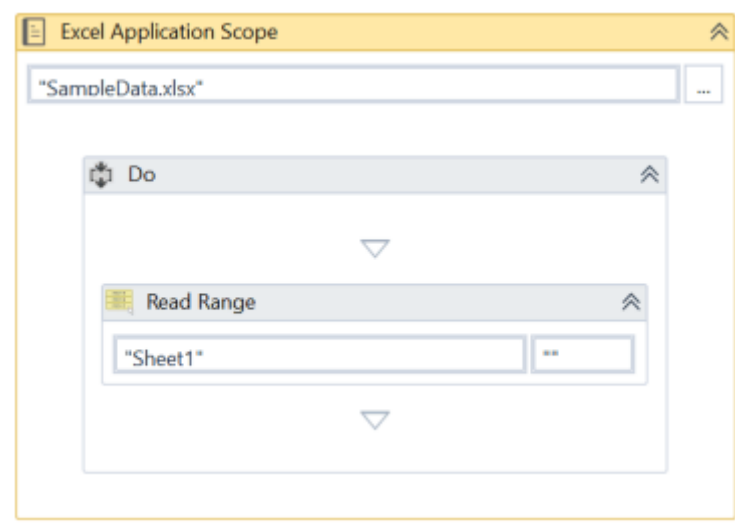 Excel Application Scope
"SampleData.xlsx"
...
Do
Read Range
"Sheet1"
""